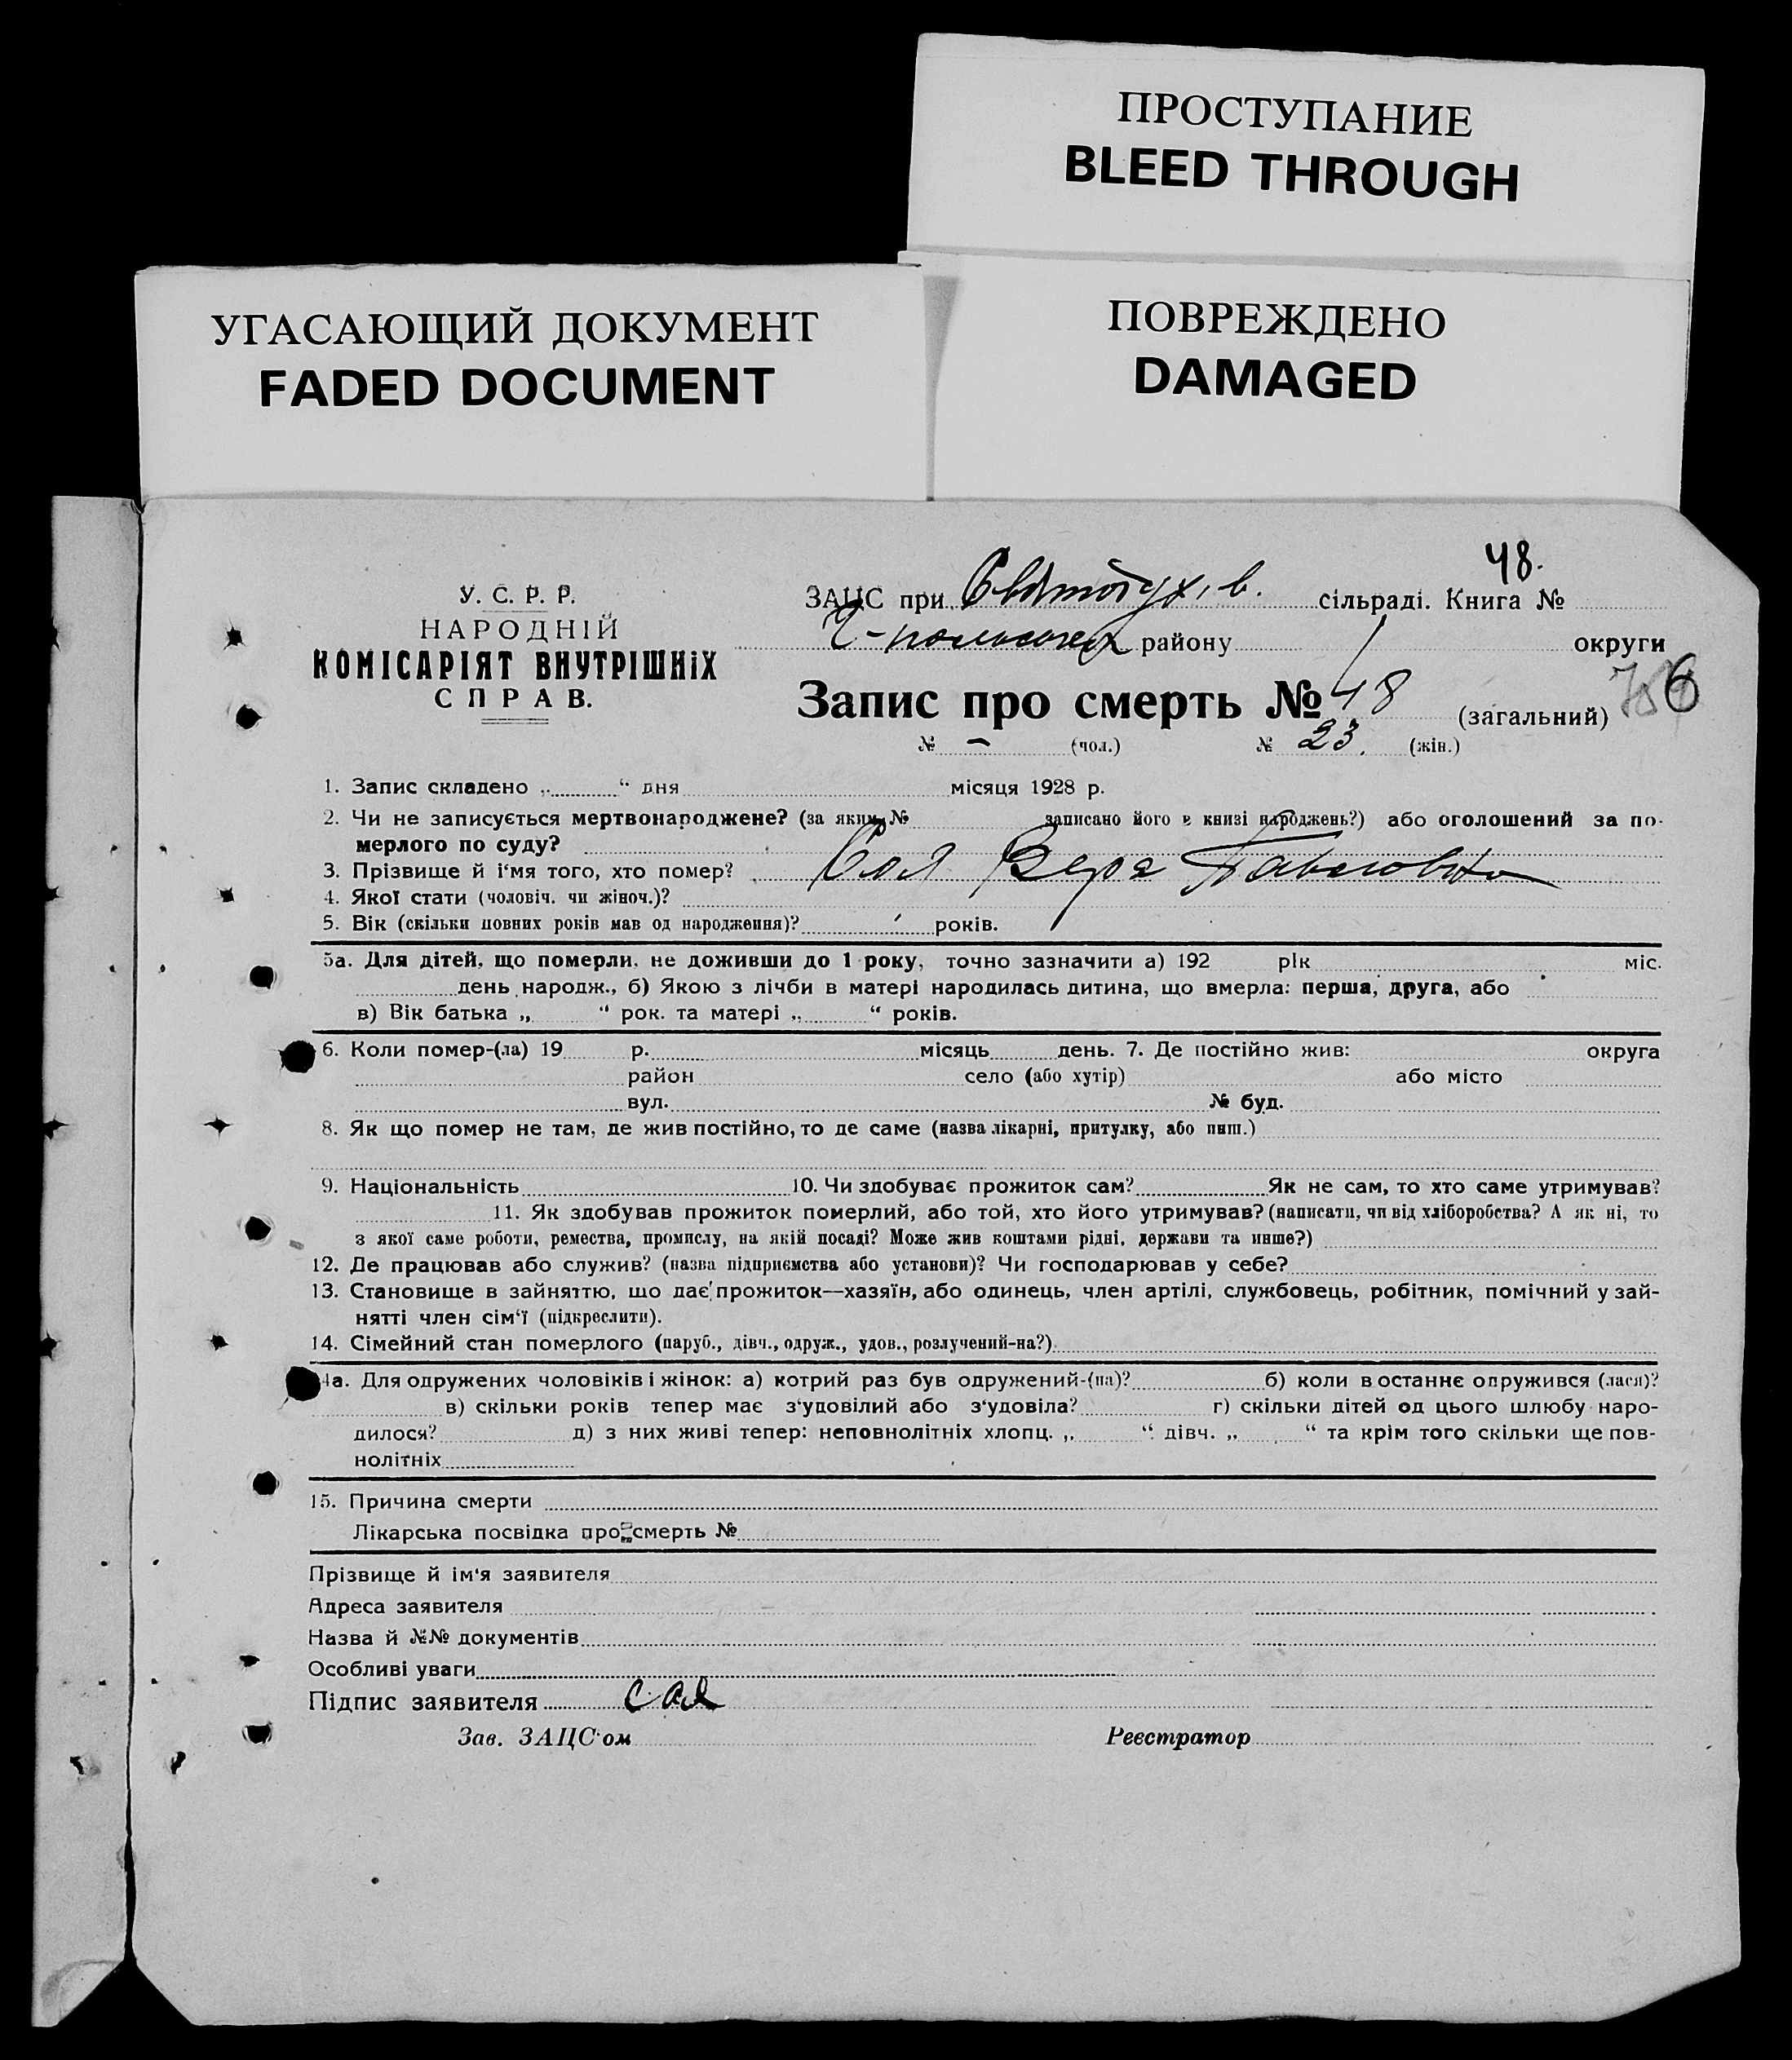 ПРОСТУПАНИЕ
BLEED THROUGH
УГАСАЮЩИЙ ДОКУМЕНТ
FADED DOCUMENT
ПОВРЕЖДЕНО
DAMAGED
48.
У. С. Р. Р.
НАРОДНІЙ
КОМІСАРІЯТ ВНУТРІШНІХ
СПРАВ.
ЗАЦС при сільраді. Книга №
району округи
Запис про смерть № 48 (загальний) 6
№ – (чол.) № 23. (жін.)
1. Запис складено „ “ дня місяця 1928 р.
2. Чи не записується мертвонароджене? (за яким № записано його в книзі народжень?) або оголошений за по-
мерлого по суду?
3. Прізвище й і‘мя того, хто помер? Сая Вера Павловна
4. Якої стати (чоловіч. чи жіноч.)?
5. Вік (скільки повних років мав од народження)? років.
5а. Для дітей, що померли, не доживши до 1 року, точно зазначити а) 192 рік міс.
день народж., б) Якою з лічби в матері народилась дитина, що вмерла: перша, друга, або
в) Вік батька „ “ рок. та матері „ “ років.
6. Коли помер-(ла) 19 р. місяць день. 7. Де постійно жив: округа
район село (або хутір) або місто
вул. № буд.
8. Як що помер не там, де жив постійно, то де саме (назва лікарні, притулку, або инш.)
9. Національність 10. Чи здобуває прожиток сам? Як не сам, то хто саме утримував?
11. Як здобував прожиток померлий, або той, хто його утримував? (написати, чи від хліборобства? А як ні, то
з якої саме роботи, ремества, промислу, на якій посаді? Може жив коштами рідні, держави та инше?)
12. Де працював або служив? (назва підприємства або установи)? Чи господарював у себе?
13. Становище в зайняттю, що дає прожиток—хазяїн, або одинець, член артілі, службовець, робітник, помічний у зай-
нятті член сім‘ї (підкреслити).
14. Сімейний стан померлого (паруб., дівч., одруж., удов., розлучений-на?)
14а. Для одружених чоловіків і жінок: а) котрий раз був одружений-(на)? б) коли востаннє одружився (лася)?
в) скільки років тепер має з‘удовілий або з‘удовіла? г) скільки дітей од цього шлюбу наро-
дилося? д) з них живі тепер: неповнолітніх хлопц. „ “ дівч. „ “ та крім того скільки ще пов-
нолітніх
15. Причина смерти
Лікарська посвідка про смерть №
Прізвище й ім‘я заявителя
Адреса заявителя
Назва й №№ документів
Особливі уваги
Підпис заявителя Сая
Зав. ЗАЦС‘ом Реєстратор